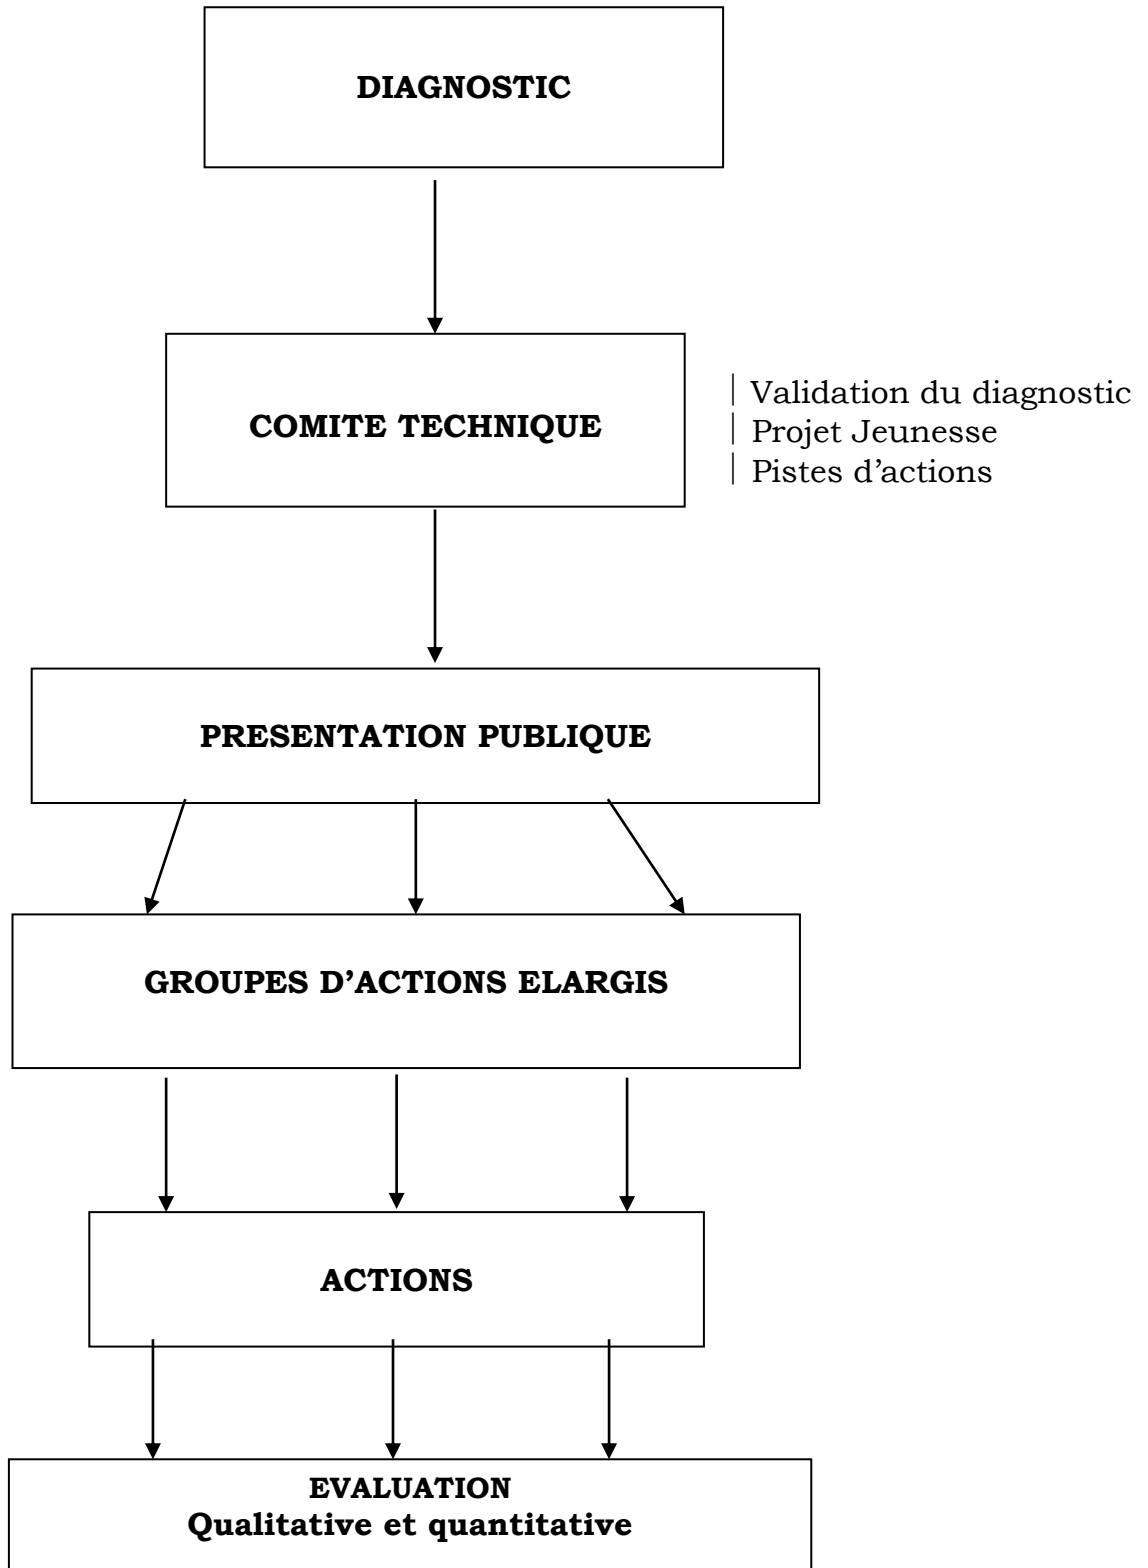 DIAGNOSTIC
COMITE TECHNIQUE
| Validation du diagnostic
| Projet Jeunesse
| Pistes d’actions
PRESENTATION PUBLIQUE
GROUPES D’ACTIONS ELARGIS
ACTIONS
EVALUATION
Qualitative et quantitative